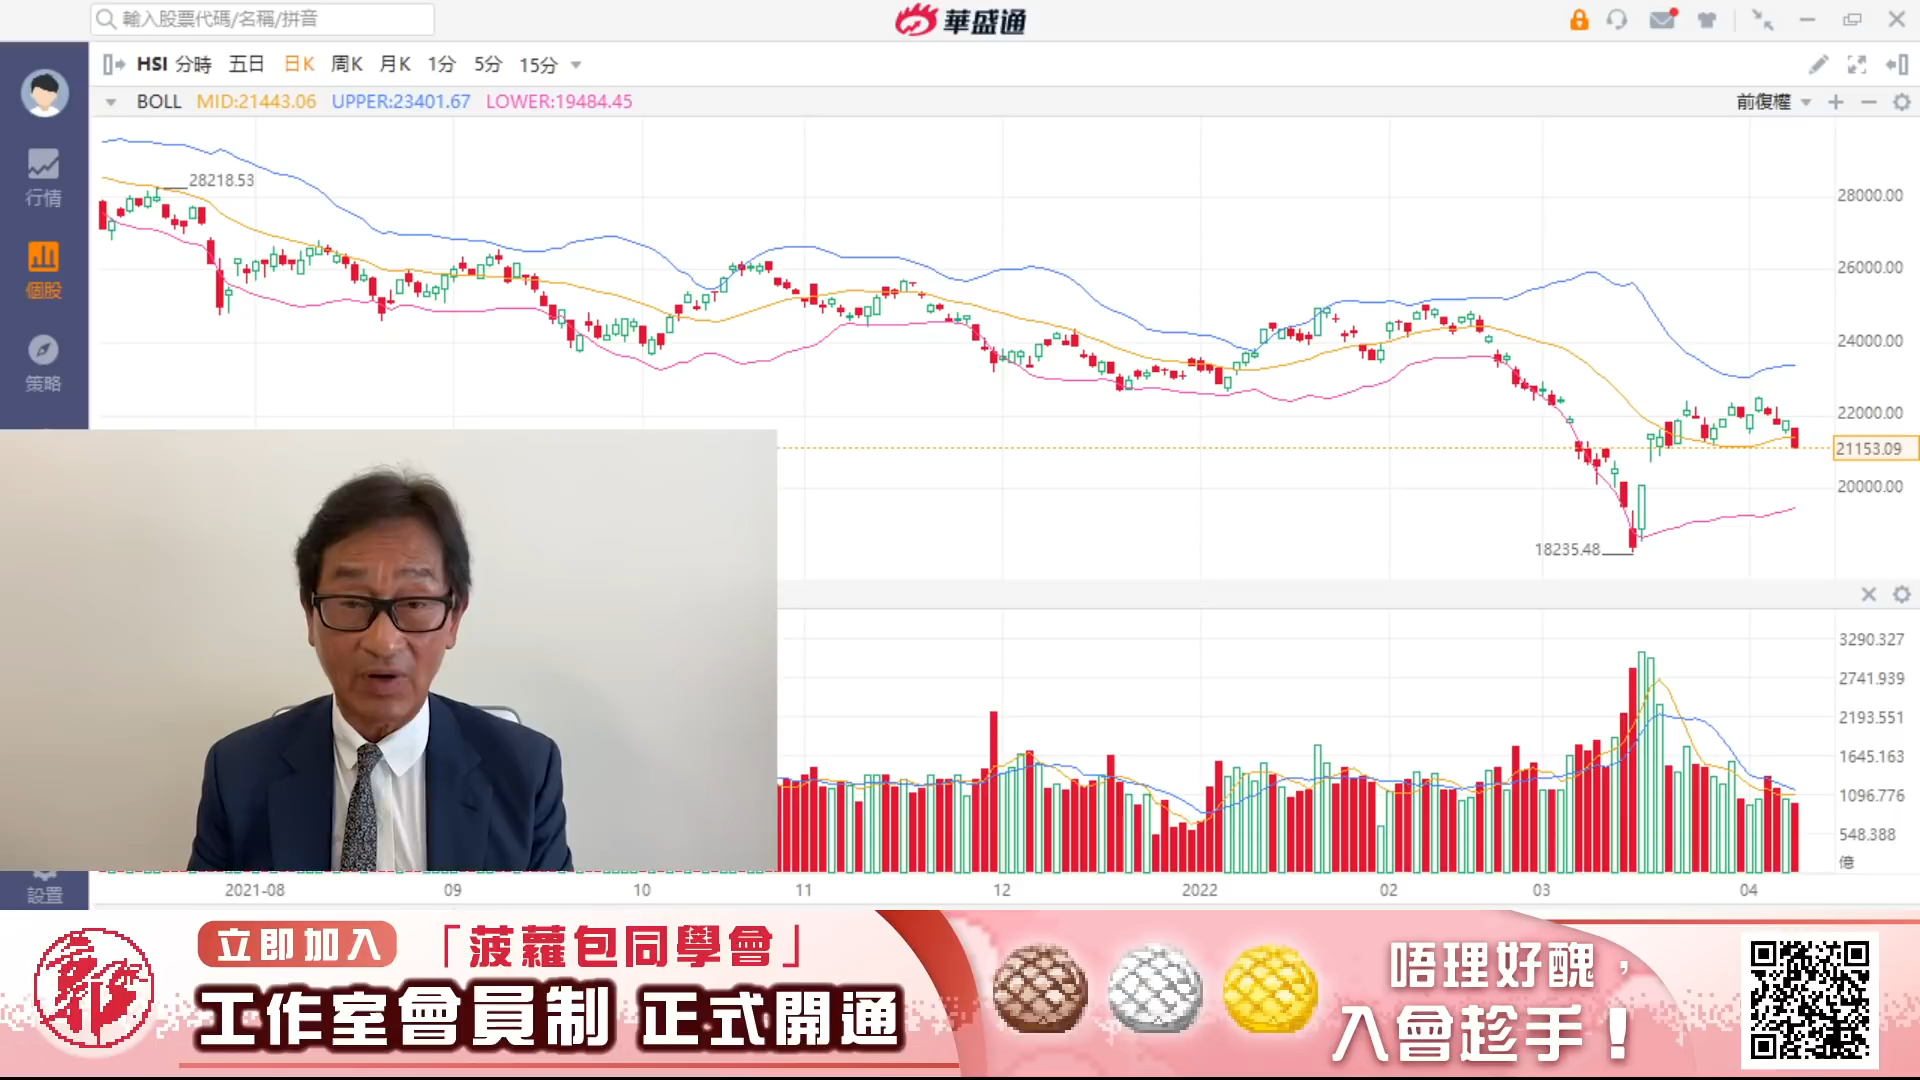 輸入股票代碼/名稱/拼音
華盛通
HSI 分時 五日 日K 周K 月K 1分 5分 15分
BOLL MID:21443.06 UPPER:23401.67 LOWER:19484.45
前復權
行情
個股
策略
設置
28218.53
18235.48
28000.00
26000.00
24000.00
22000.00
21153.09
20000.00
3290.327
2741.939
2193.551
1645.163
1096.776
548.388
億
2021-08 09 10 11 12 2022 02 03 04
立即加入「菠蘿包同學會」
工作室會員制 正式開通
唔理好醜，
入會趁手！